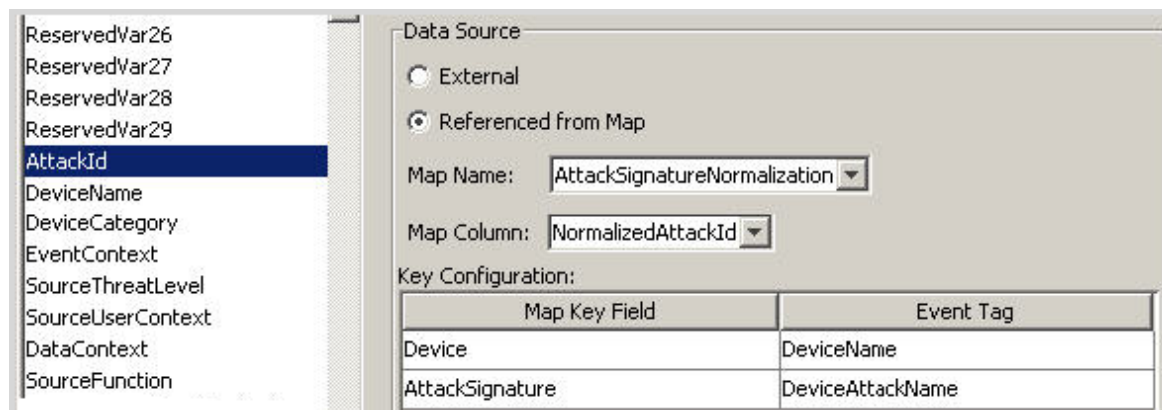 ReservedVar26
ReservedVar27
ReservedVar28
ReservedVar29
AttackId
DeviceName
DeviceCategory
EventContext
SourceThreatLevel
SourceUserContext
DataContext
SourceFunction
Data Source
External
Referenced from Map
Map Name: AttackSignatureNormalization
Map Column: NormalizedAttackId
Key Configuration:
Map Key Field Event Tag
Device DeviceName
AttackSignature DeviceAttackName